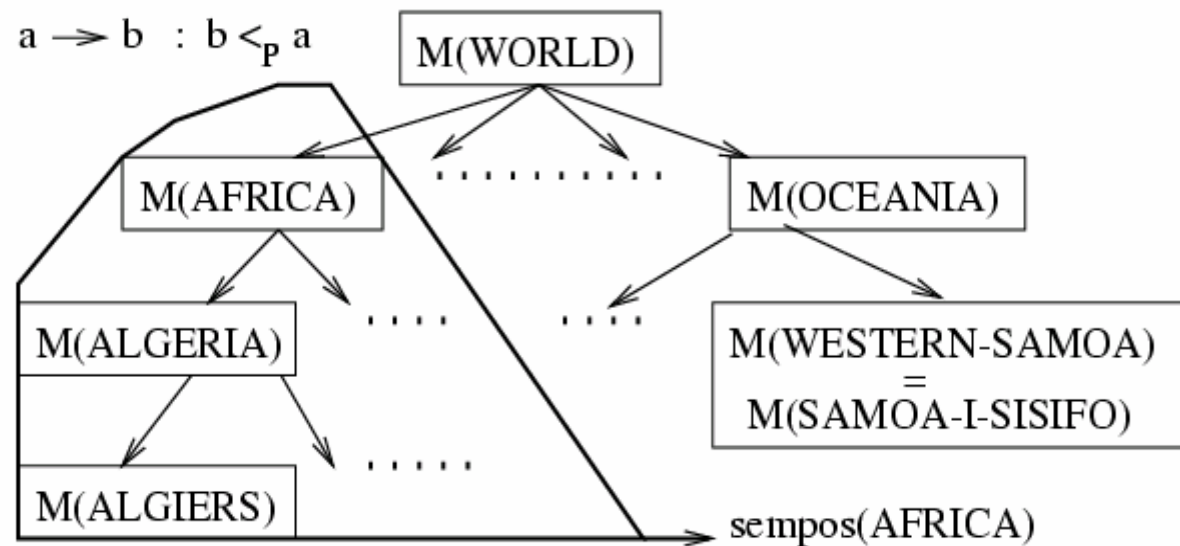 a → b : b <ₚ a
M(WORLD)
M(AFRICA)
M(OCEANIA)
M(ALGERIA)
M(WESTERN-SAMOA)
=
M(SAMOA-I-SISIFO)
M(ALGIERS)
sempos(AFRICA)